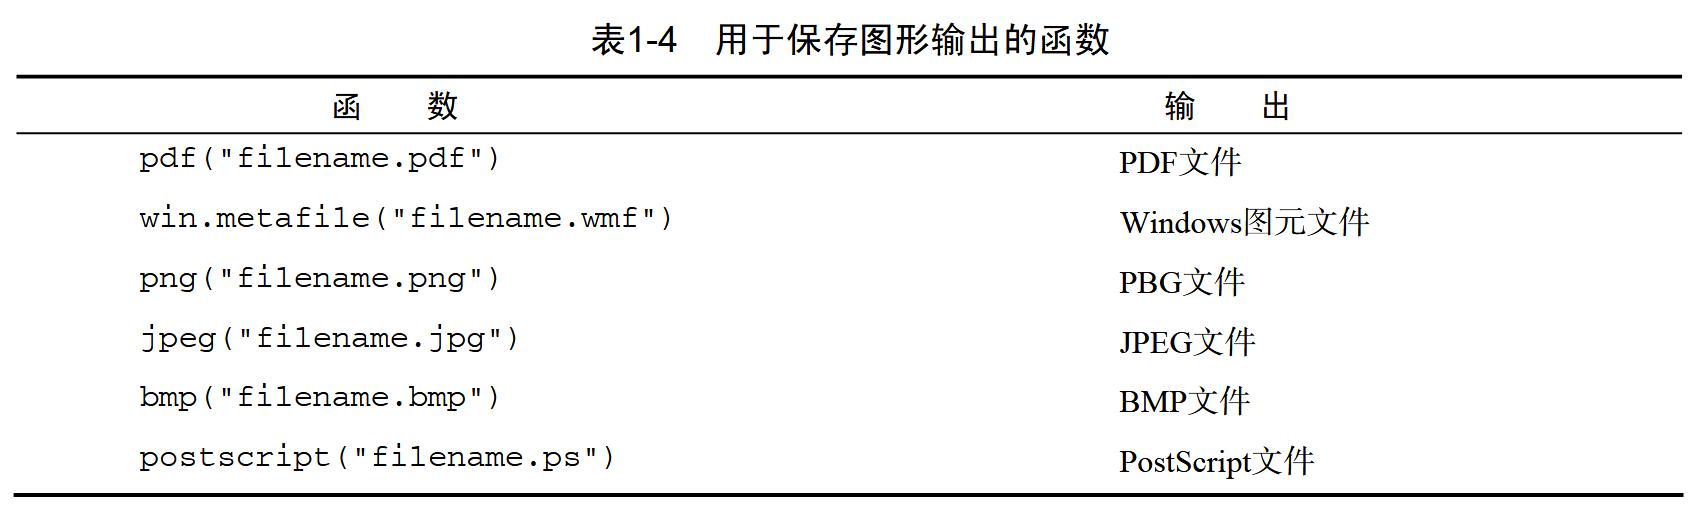 表1-4 用于保存图形输出的函数
函 数 输 出
pdf("filename.pdf") PDF文件
win.metafile("filename.wmf") Windows图元文件
png("filename.png") PBG文件
jpeg("filename.jpg") JPEG文件
bmp("filename.bmp") BMP文件
postscript("filename.ps") PostScript文件